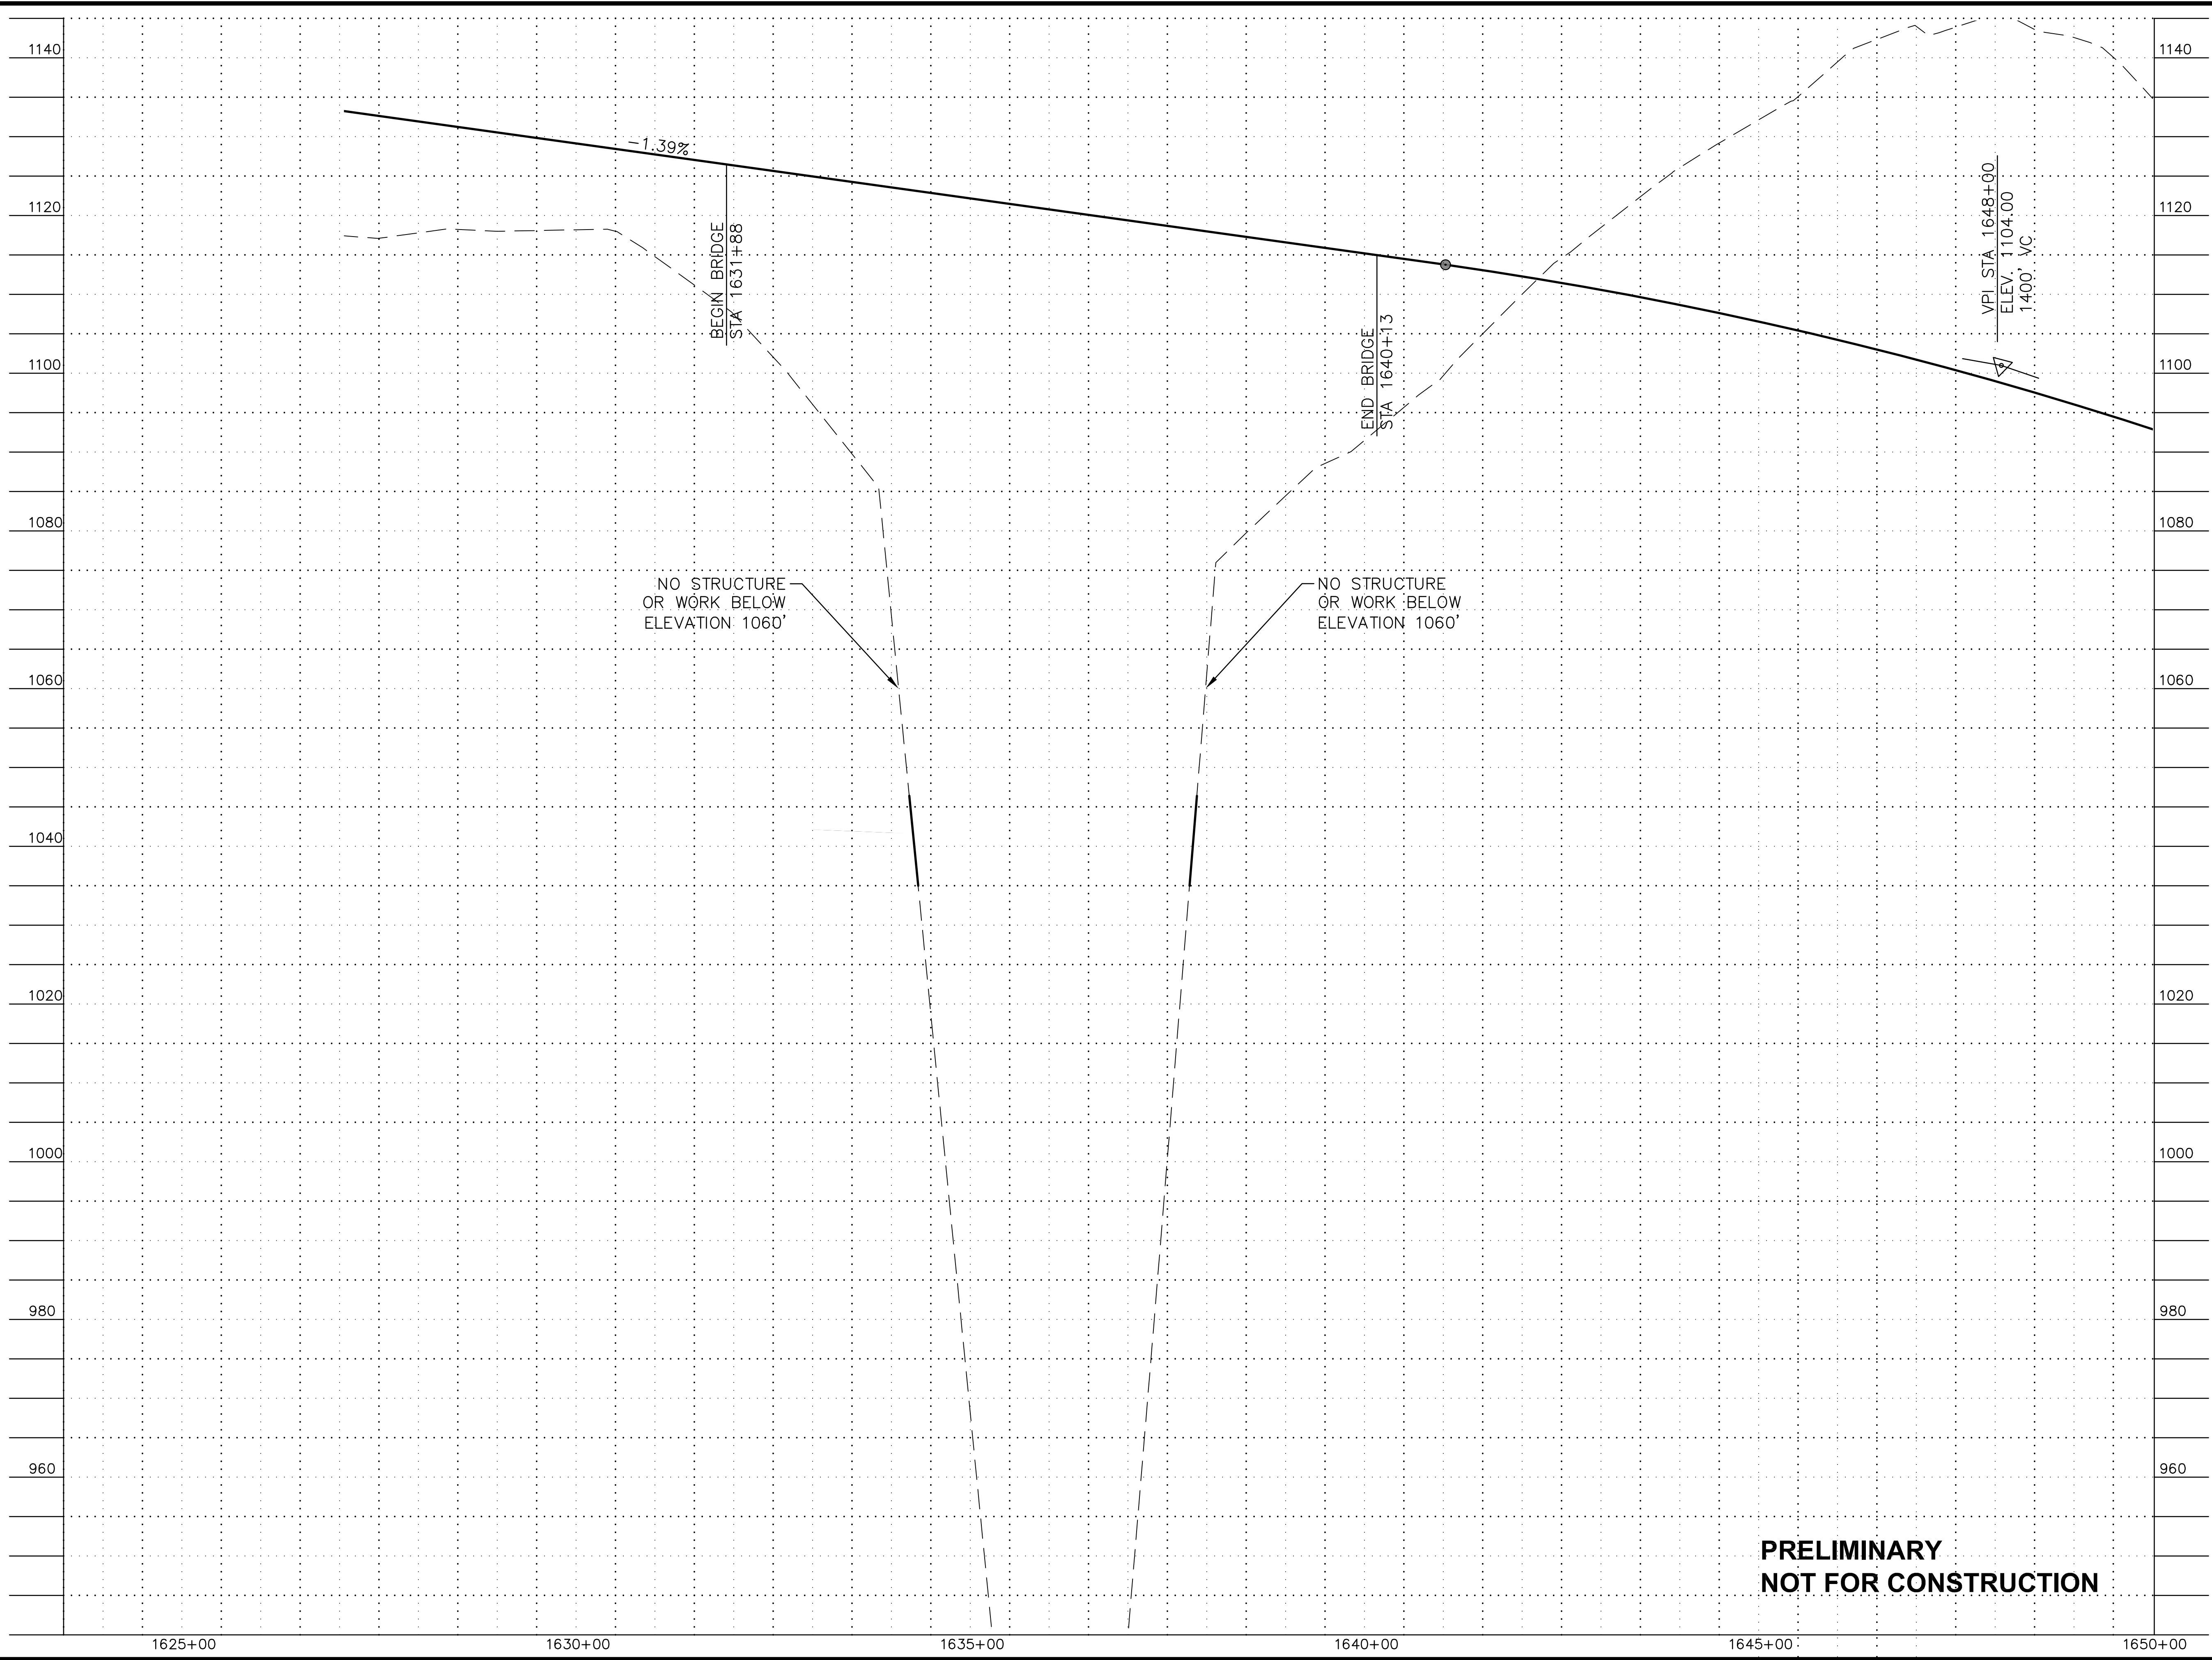 1140
1140
-1.39%
1120
1120
BEGIN BRIDGE
STA 1631+88
VPI STA 1648+00
ELEV. 1104.00
1400' VC
1100
1100
END BRIDGE
STA 1640+13
1080
1080
NO STRUCTURE
OR WORK BELOW
ELEVATION 1060'
NO STRUCTURE
OR WORK BELOW
ELEVATION 1060'
1060
1060
1040
1040
1020
1020
1000
1000
980
980
960
960
PRELIMINARY
NOT FOR CONSTRUCTION
1625+00
1630+00
1635+00
1640+00
1645+00
1650+00